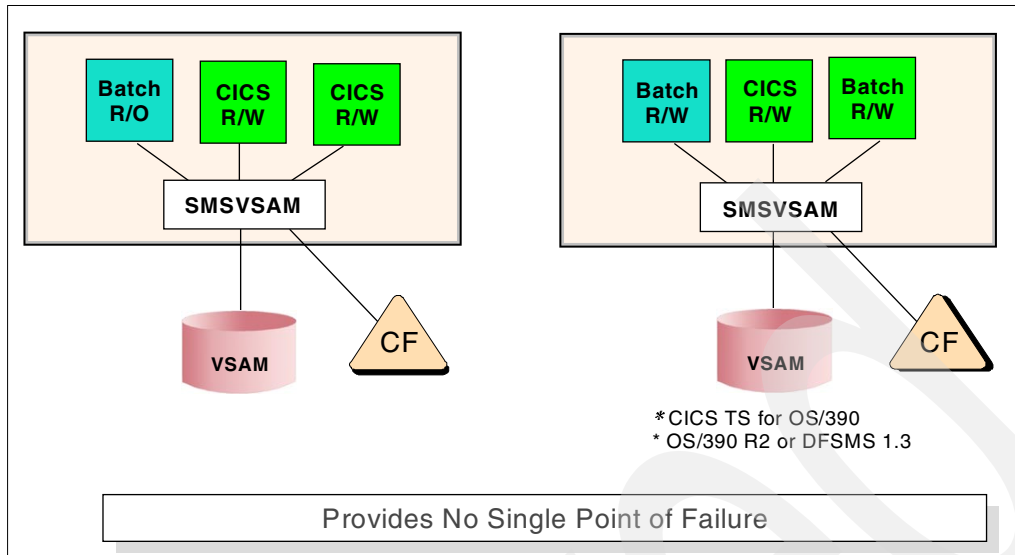 Batch
R/O
CICS
R/W
CICS
R/W
SMSVSAM
VSAM
CF
Batch
R/W
CICS
R/W
Batch
R/W
SMSVSAM
VSAM
CF
* CICS TS for OS/390
* OS/390 R2 or DFSMS 1.3
Provides No Single Point of Failure